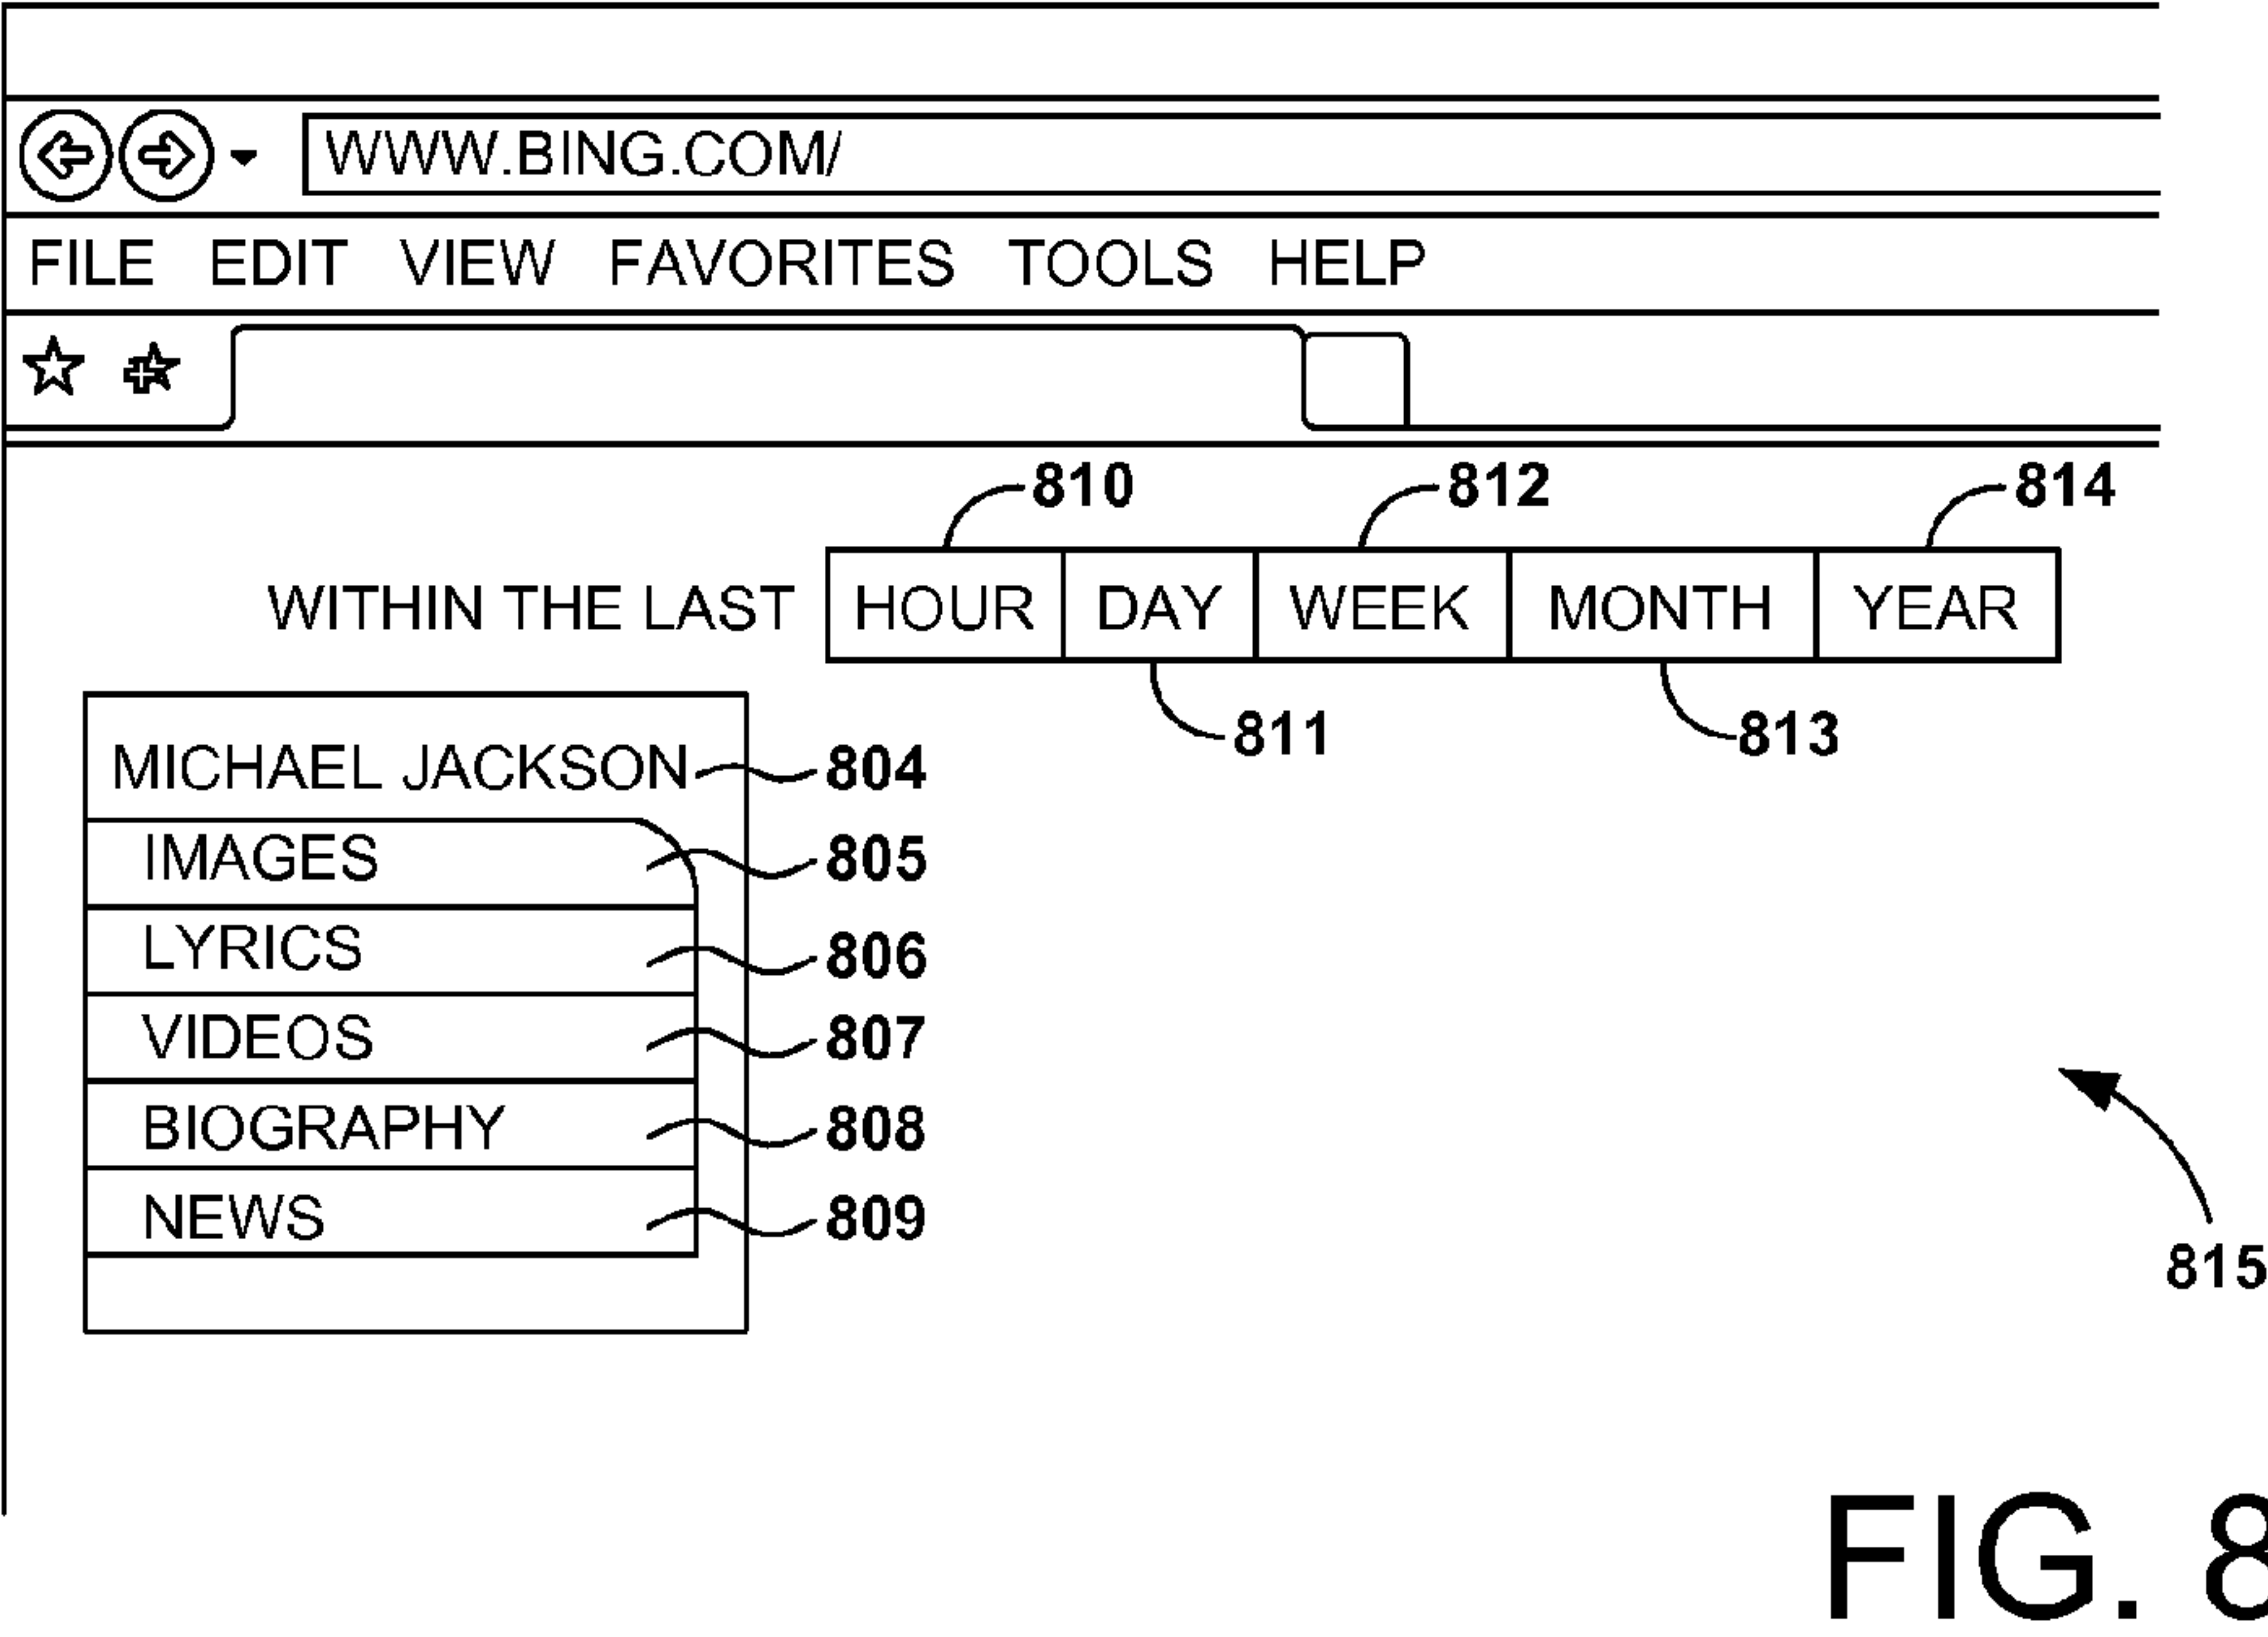 WWW.BING.COM/
FILE EDIT VIEW FAVORITES TOOLS HELP
810 812 814
WITHIN THE LAST HOUR DAY WEEK MONTH YEAR
811 813
MICHAEL JACKSON 804
IMAGES 805
LYRICS 806
VIDEOS 807
BIOGRAPHY 808
NEWS 809
815
FIG. 8